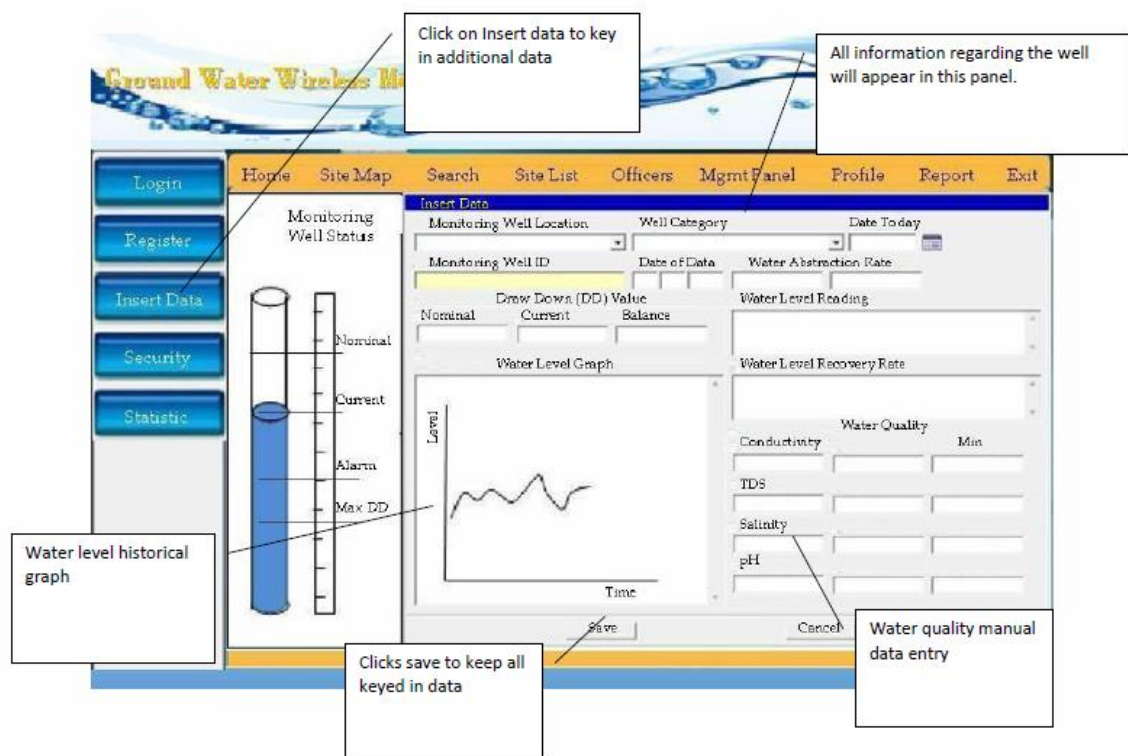 Click on Insert data to key
in additional data
All information regarding the well
will appear in this panel.
Ground Water Wireless
Login
Register
Insert Data
Security
Statistic
Home Site Map Search Site List Officers Mgmt Panel Profile Report Exit
Monitoring
Well Status
Nominal
Current
Alarm
Max DD
Insert Data
Monitoring Well Location Well Category Date Today
Monitoring Well ID Date of Data Water Abstraction Rate
Draw Down (DD) Value Water Level Reading
Nominal Current Balance
Water Level Graph Water Level Recovery Rate
Level
Time
Water Quality
Conductivity Min
TDS
Salinity
pH
Save Cancel
Water level historical
graph
Clicks save to keep all
keyed in data
Water quality manual
data entry